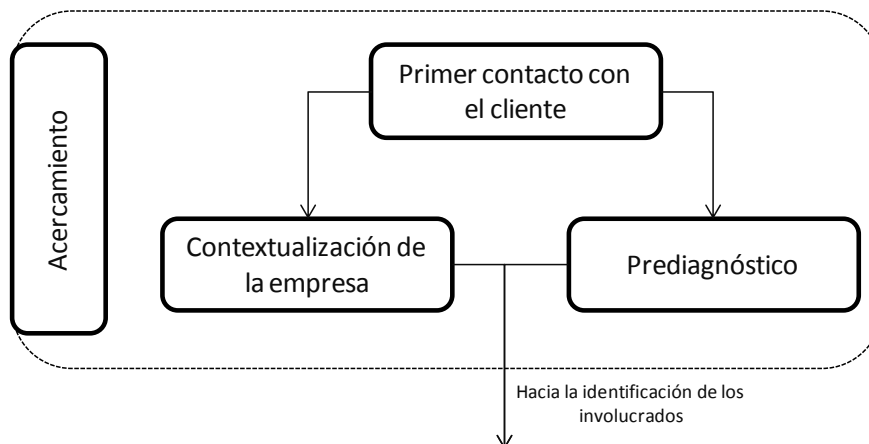 Primer contacto con
el cliente
Acercamiento
Contextualización de
la empresa
Prediagnóstico
Hacia la identificación de los
involucrados